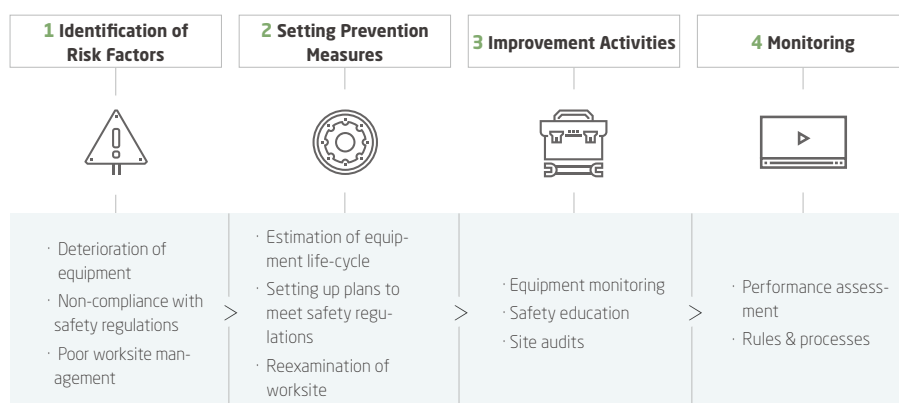 1 Identification of
Risk Factors
2 Setting Prevention
Measures
3 Improvement Activities
4 Monitoring
· Deterioration of
equipment
· Non-compliance with
safety regulations
· Poor worksite man-
agement
>
· Estimation of equip-
ment life-cycle
· Setting up plans to
meet safety regu-
lations
· Reexamination of
worksite
>
· Equipment monitoring
· Safety education
· Site audits
>
· Performance assess-
ment
· Rules & processes